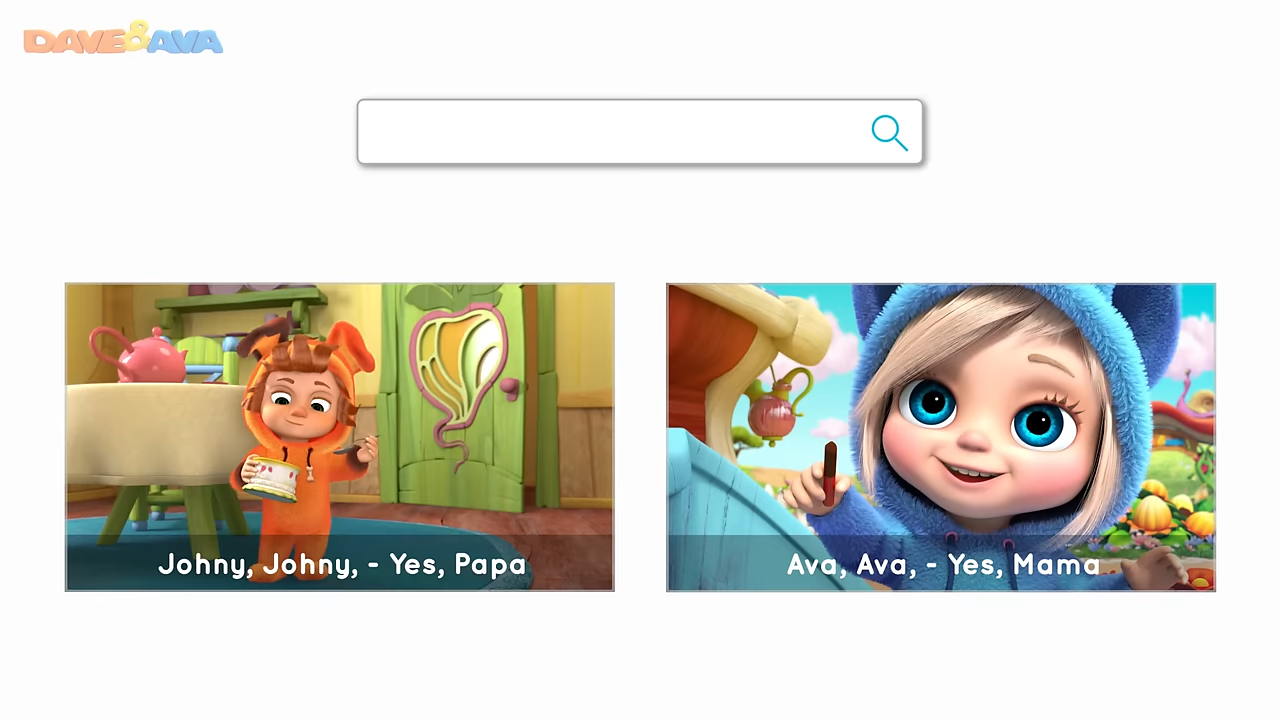 DAVE&AVA
Johny, Johny, - Yes, Papa
Ava, Ava, - Yes, Mama